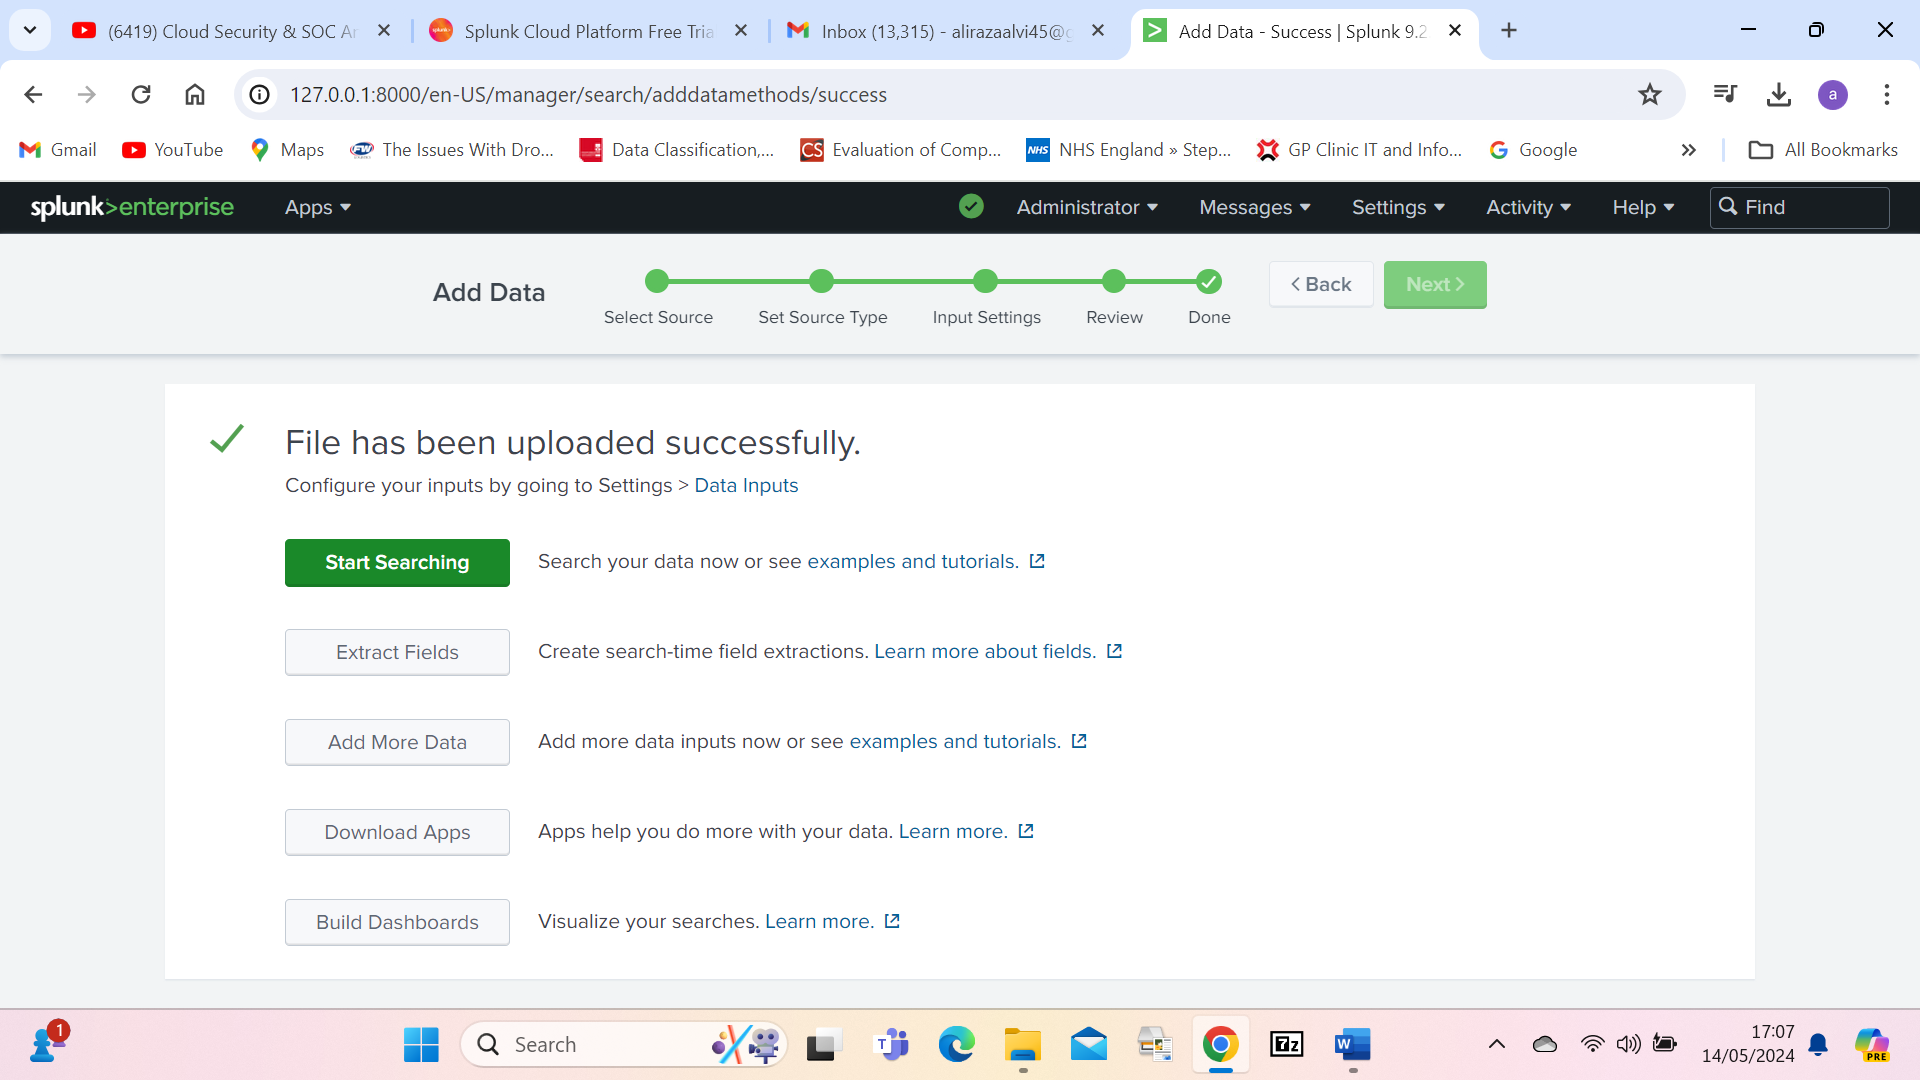 (6419) Cloud Security & SOC Ar
Splunk Cloud Platform Free Tria
Inbox (13,315) - alirazaalvi45@g
Add Data - Success | Splunk 9.2
127.0.0.1:8000/en-US/manager/search/adddatamethods/success
a
Gmail
YouTube
Maps
The Issues With Dro...
Data Classification,...
CS
Evaluation of Comp...
NHS
NHS England » Step...
GP Clinic IT and Info...
Google
All Bookmarks
splunk>enterprise
Apps
Administrator
Messages
Settings
Activity
Help
Find
Add Data
Select Source
Set Source Type
Input Settings
Review
Done
< Back
Next >
File has been uploaded successfully.
Configure your inputs by going to Settings > Data Inputs
Start Searching
Search your data now or see examples and tutorials.
Extract Fields
Create search-time field extractions. Learn more about fields.
Add More Data
Add more data inputs now or see examples and tutorials.
Download Apps
Apps help you do more with your data. Learn more.
Build Dashboards
Visualize your searches. Learn more.
1
Search
T
7z
W
17:07
14/05/2024
PRE